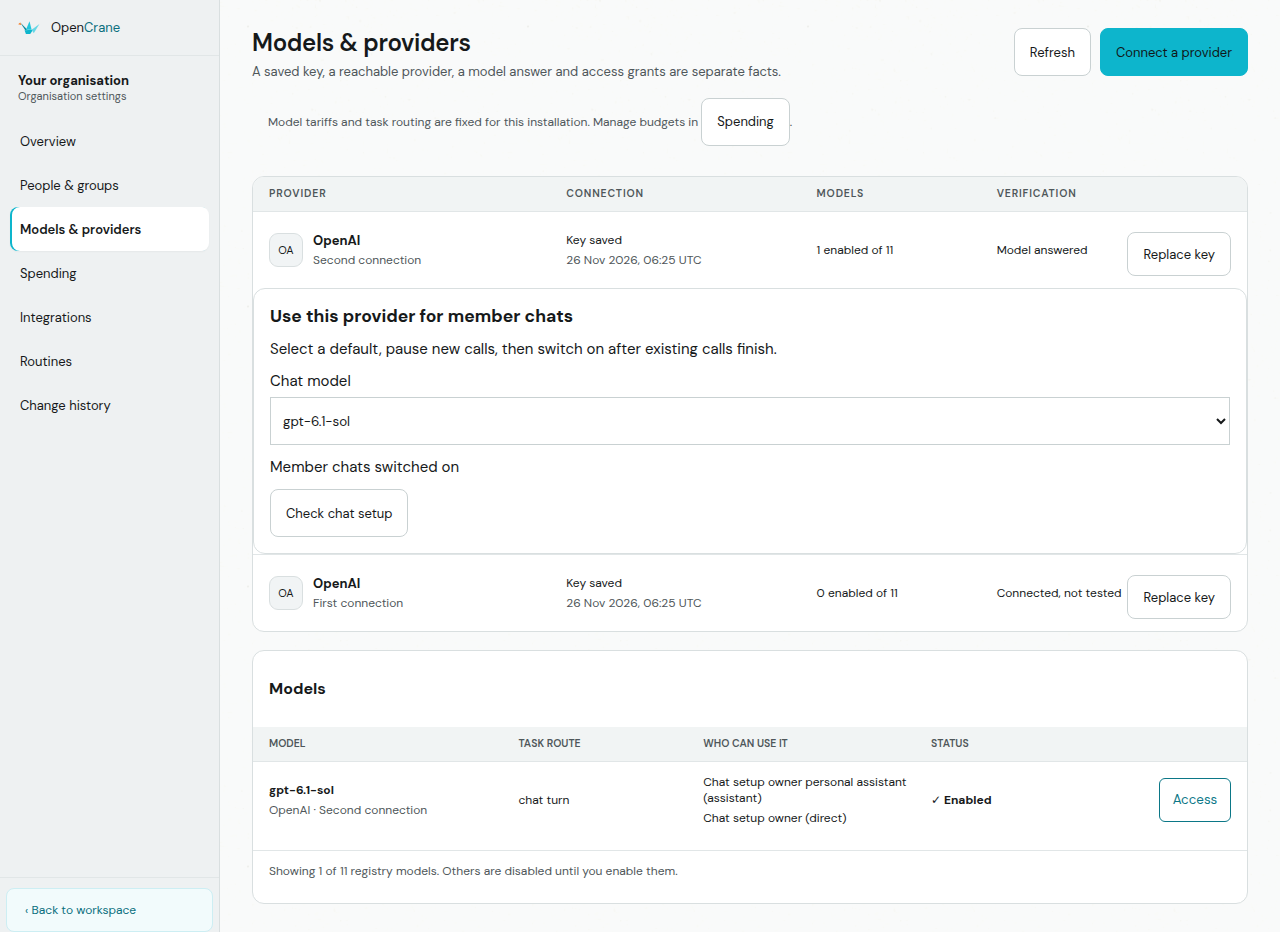 OpenCrane
Your organisation
Organisation settings
Overview
People & groups
Models & providers
Spending
Integrations
Routines
Change history
‹ Back to workspace
Models & providers
A saved key, a reachable provider, a model answer and access grants are separate facts.
Refresh
Connect a provider
Model tariffs and task routing are fixed for this installation. Manage budgets in Spending .
PROVIDER CONNECTION MODELS VERIFICATION
OA OpenAI Key saved 1 enabled of 11 Model answered Replace key
Second connection 26 Nov 2026, 06:25 UTC
Use this provider for member chats
Select a default, pause new calls, then switch on after existing calls finish.
Chat model
gpt-6.1-sol
Member chats switched on
Check chat setup
OA OpenAI Key saved 0 enabled of 11 Connected, not tested Replace key
First connection 26 Nov 2026, 06:25 UTC
Models
MODEL TASK ROUTE WHO CAN USE IT STATUS
gpt-6.1-sol chat turn Chat setup owner personal assistant ✓ Enabled Access
OpenAI · Second connection (assistant)
Chat setup owner (direct)
Showing 1 of 11 registry models. Others are disabled until you enable them.